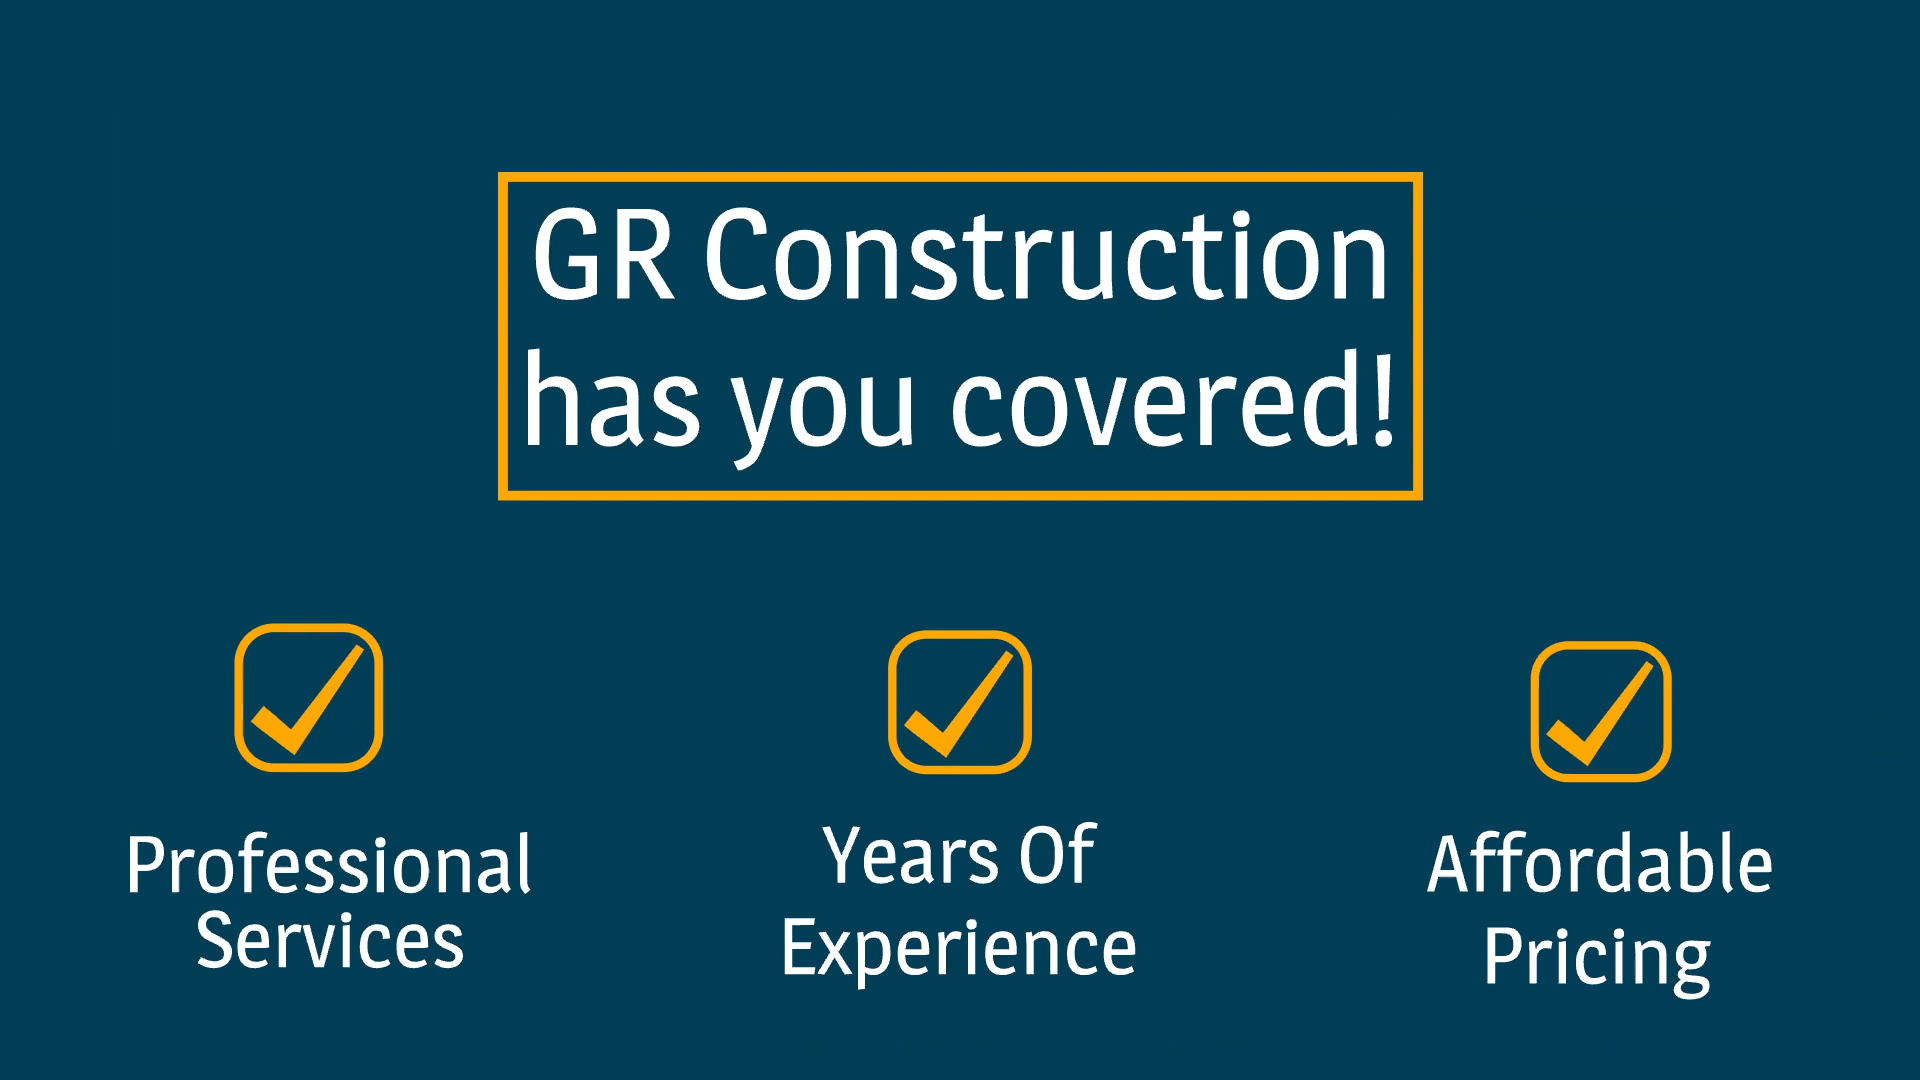 GR Construction
has you covered!
Professional
Services
Years Of
Experience
Affordable
Pricing